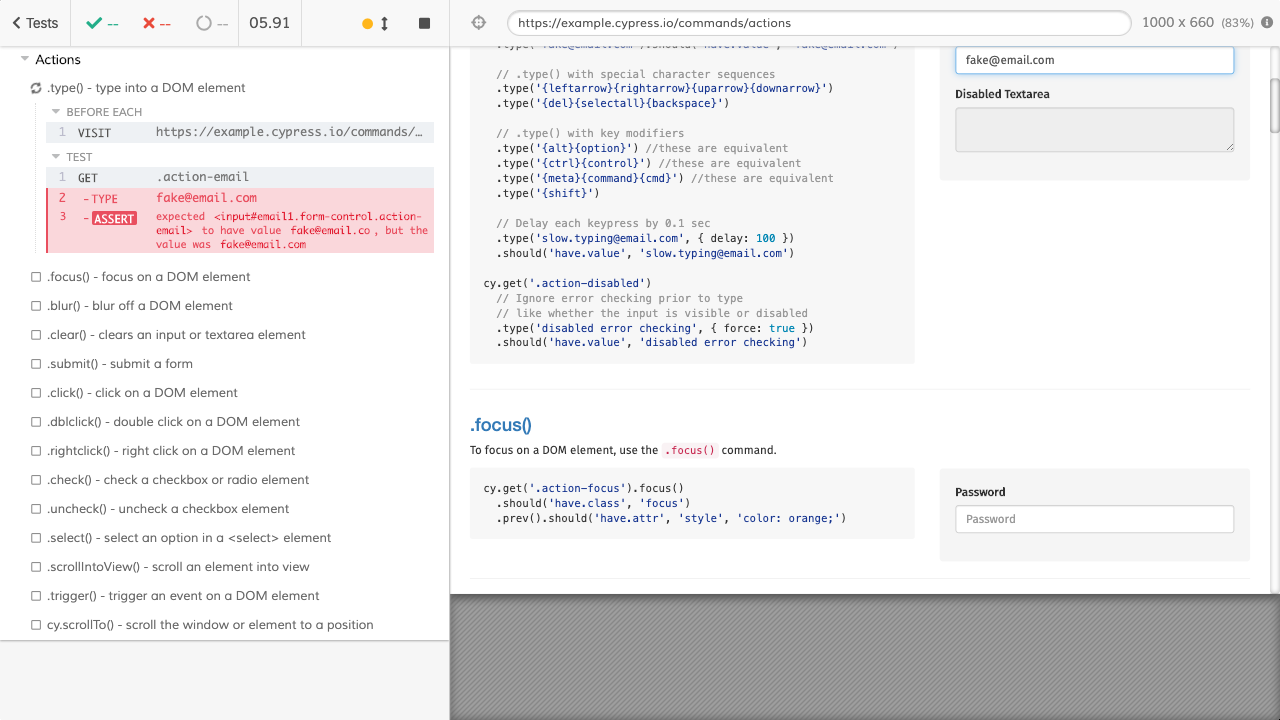 Tests
--
--
--
05.91
https://example.cypress.io/commands/actions
1000 x 660 (83%)
Actions
.type() - type into a DOM element
BEFORE EACH
1 VISIT https://example.cypress.io/commands/…
TEST
1 GET .action-email
2 - TYPE fake@email.com
3 - ASSERT expected <input#email1.form-control.action-
email> to have value fake@email.co, but the
value was fake@email.com
.focus() - focus on a DOM element
.blur() - blur off a DOM element
.clear() - clears an input or textarea element
.submit() - submit a form
.click() - click on a DOM element
.dblclick() - double click on a DOM element
.rightclick() - right click on a DOM element
.check() - check a checkbox or radio element
.uncheck() - uncheck a checkbox element
.select() - select an option in a <select> element
.scrollIntoView() - scroll an element into view
.trigger() - trigger an event on a DOM element
cy.scrollTo() - scroll the window or element to a position
.type('fake@email.com').should('have.value', 'fake@email.com')
// .type() with special character sequences
.type('{leftarrow}{rightarrow}{uparrow}{downarrow}')
.type('{del}{selectall}{backspace}')
// .type() with key modifiers
.type('{alt}{option}') //these are equivalent
.type('{ctrl}{control}') //these are equivalent
.type('{meta}{command}{cmd}') //these are equivalent
.type('{shift}')
// Delay each keypress by 0.1 sec
.type('slow.typing@email.com', { delay: 100 })
.should('have.value', 'slow.typing@email.com')
cy.get('.action-disabled')
// Ignore error checking prior to type
// like whether the input is visible or disabled
.type('disabled error checking', { force: true })
.should('have.value', 'disabled error checking')
fake@email.com
Disabled Textarea
.focus()
To focus on a DOM element, use the .focus() command.
cy.get('.action-focus').focus()
.should('have.class', 'focus')
.prev().should('have.attr', 'style', 'color: orange;')
Password
Password